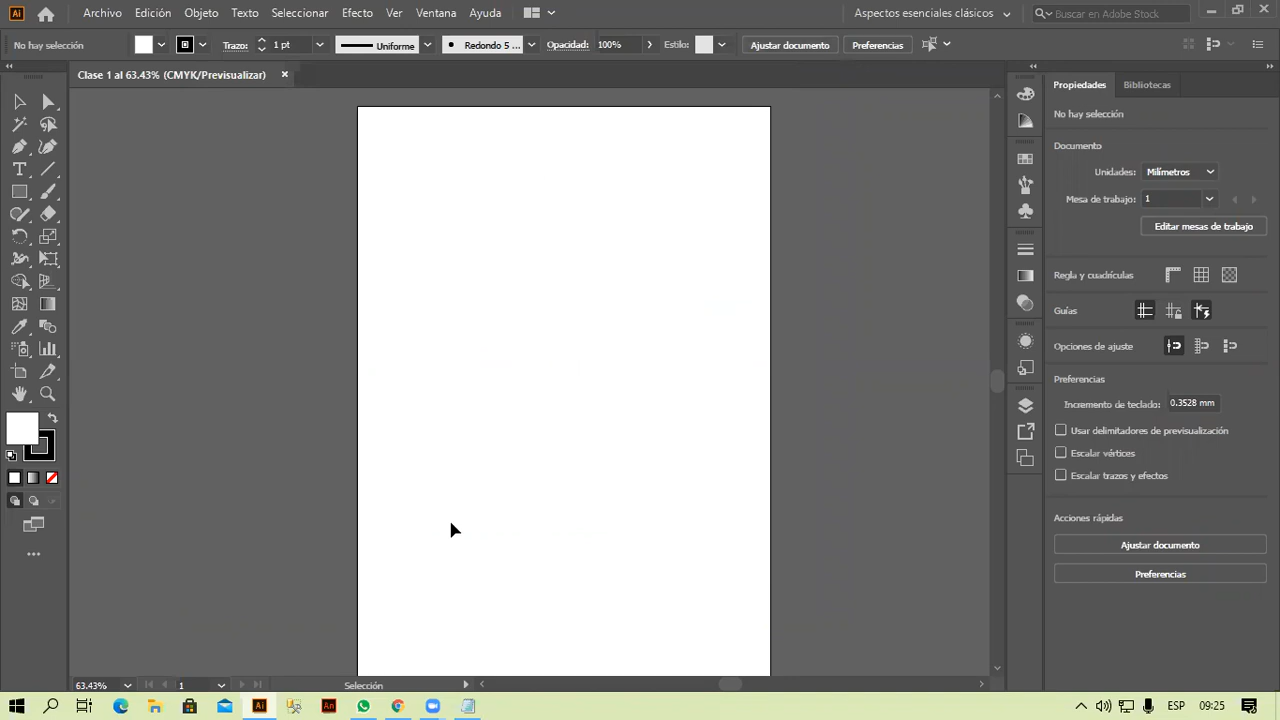 Ai Archivo Edición Objeto Texto Seleccionar Efecto Ver Ventana Ayuda Aspectos esenciales clásicos Buscar en Adobe Stock
No hay selección Trazo: 1 pt Uniforme Redondo 5 ... Opacidad: 100% Estilo: Ajustar documento Preferencias
Clase 1 al 63.43% (CMYK/Previsualizar)
Propiedades Bibliotecas
No hay selección
Documento
Unidades: Milímetros
Mesa de trabajo: 1
Editar mesas de trabajo
Regla y cuadrículas
Guías
Opciones de ajuste
Preferencias
Incremento de teclado: 0.3528 mm
Usar delimitadores de previsualización
Escalar vértices
Escalar trazos y efectos
Acciones rápidas
Ajustar documento
Preferencias
63.43% 1 Selección
Ai An ESP 09:25